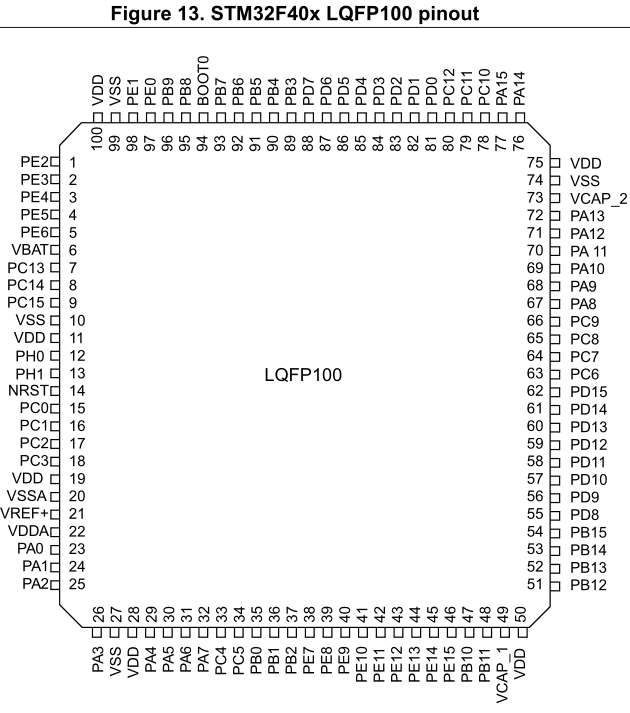 Figure 13. STM32F40x LQFP100 pinout
VDD VSS PE1 PE0 PB9 PB8 BOOT0 PB7 PB6 PB5 PB4 PB3 PD7 PD6 PD5 PD4 PD3 PD2 PD1 PD0 PC12 PC11 PC10 PA15 PA14
100 99 98 97 96 95 94 93 92 91 90 89 88 87 86 85 84 83 82 81 80 79 78 77 76
PE2 1 75 VDD
PE3 2 74 VSS
PE4 3 73 VCAP_2
PE5 4 72 PA13
PE6 5 71 PA12
VBAT 6 70 PA 11
PC13 7 69 PA10
PC14 8 68 PA9
PC15 9 67 PA8
VSS 10 66 PC9
VDD 11 65 PC8
PH0 12 64 PC7
PH1 13 63 PC6
NRST 14 62 PD15
PC0 15 61 PD14
PC1 16 60 PD13
PC2 17 59 PD12
PC3 18 58 PD11
VDD 19 57 PD10
VSSA 20 56 PD9
VREF+ 21 55 PD8
VDDA 22 54 PB15
PA0 23 53 PB14
PA1 24 52 PB13
PA2 25 51 PB12
LQFP100
26 27 28 29 30 31 32 33 34 35 36 37 38 39 40 41 42 43 44 45 46 47 48 49 50
PA3 VSS VDD PA4 PA5 PA6 PA7 PC4 PC5 PB0 PB1 PB2 PE7 PE8 PE9 PE10 PE11 PE12 PE13 PE14 PE15 PB10 PB11 VCAP_1 VDD